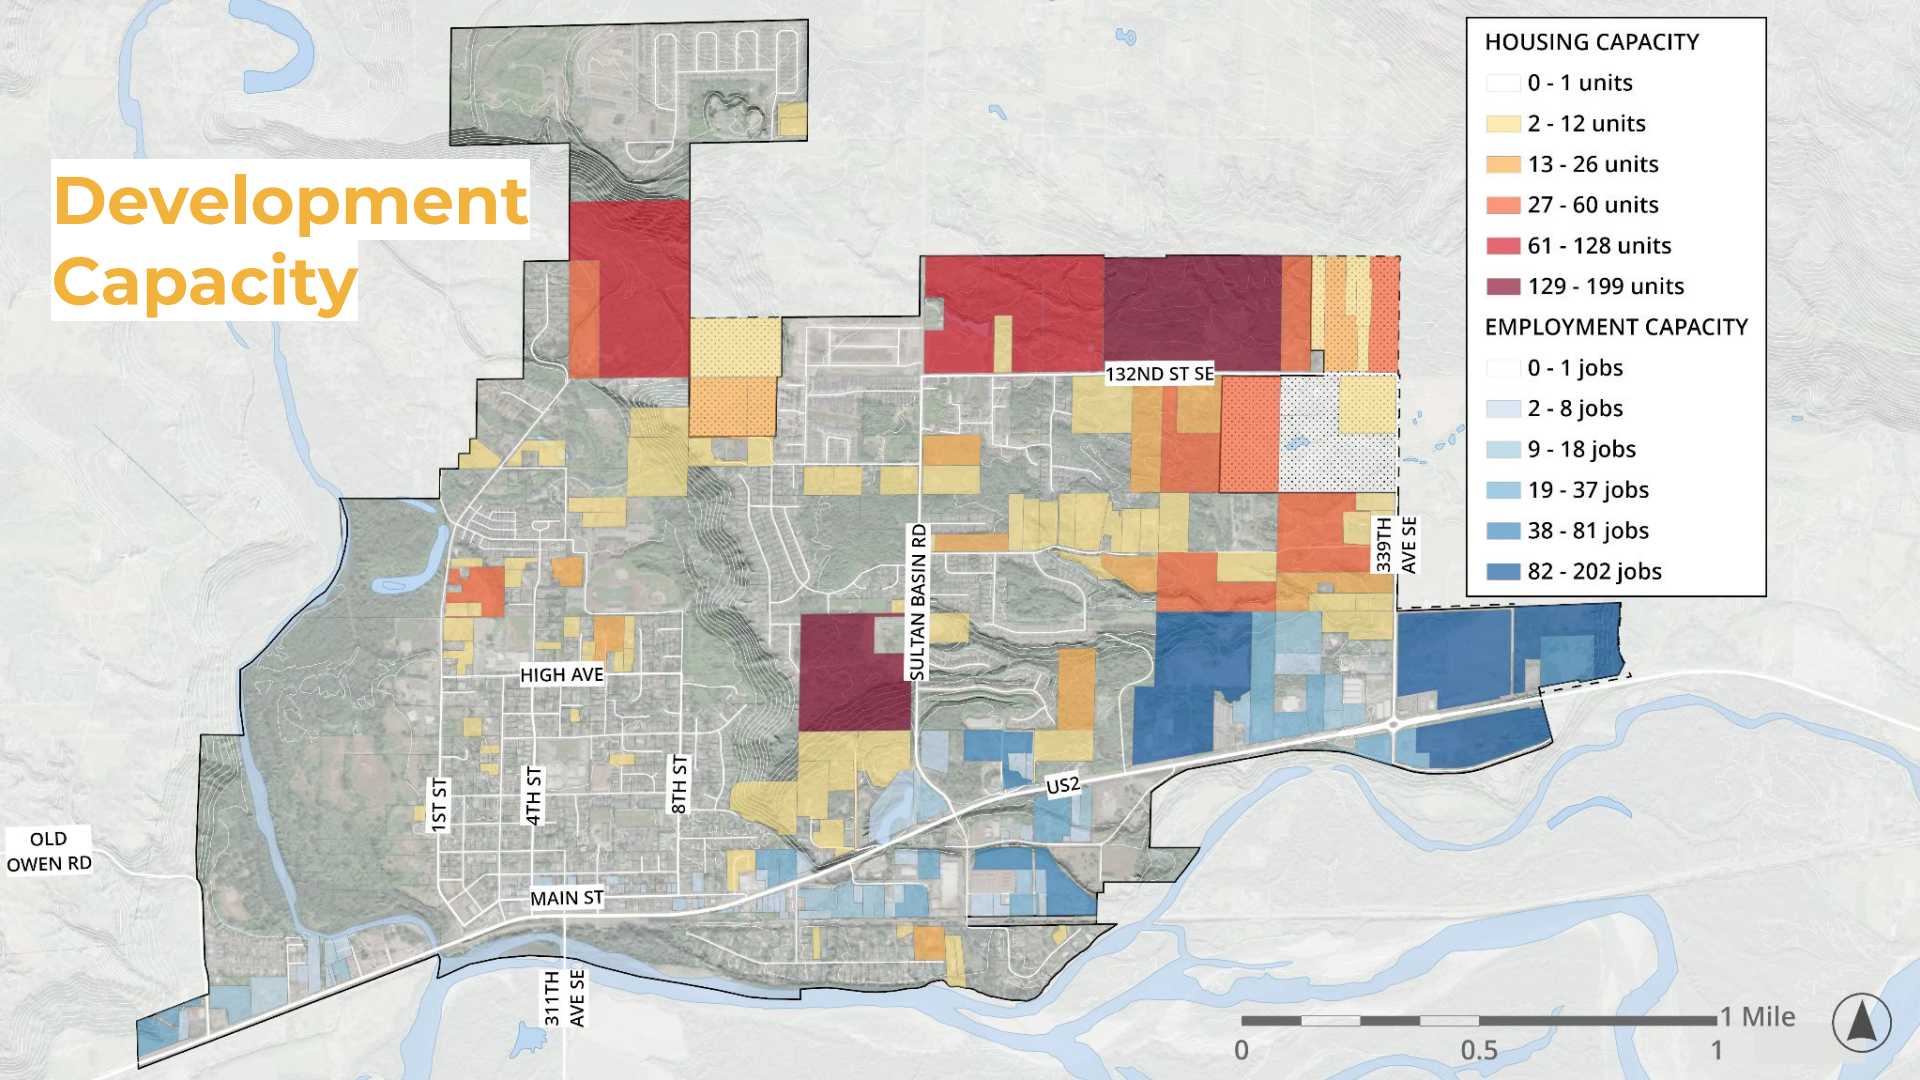 Development
Capacity
HOUSING CAPACITY
0 - 1 units
2 - 12 units
13 - 26 units
27 - 60 units
61 - 128 units
129 - 199 units
EMPLOYMENT CAPACITY
0 - 1 jobs
2 - 8 jobs
9 - 18 jobs
19 - 37 jobs
38 - 81 jobs
82 - 202 jobs
132ND ST SE
SULTAN BASIN RD
339TH
AVE SE
HIGH AVE
1ST ST
4TH ST
8TH ST
US2
OLD
OWEN RD
MAIN ST
311TH
AVE SE
1 Mile
0
0.5
1